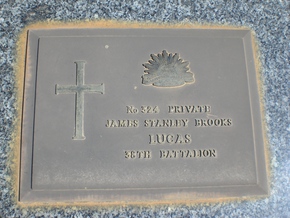 No. 324 PRIVATE
JAMES STANLEY BROOKS
LUCAS
38TH BATTALION